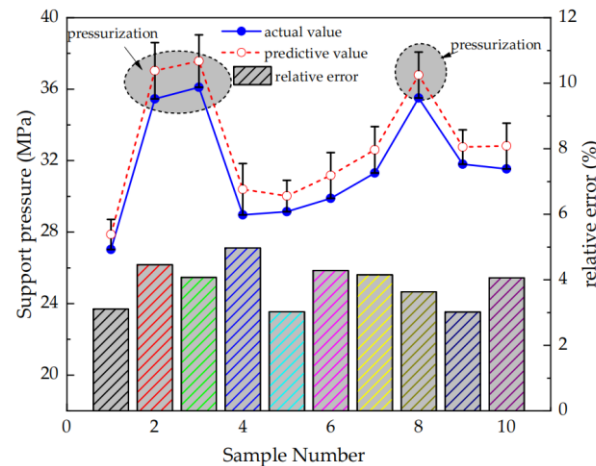 actual value
predictive value
relative error
pressurization
pressurization
Support pressure (MPa)
40
36
32
28
24
20
relative error (%)
12
10
8
6
4
2
0
0
2
4
6
8
10
Sample Number